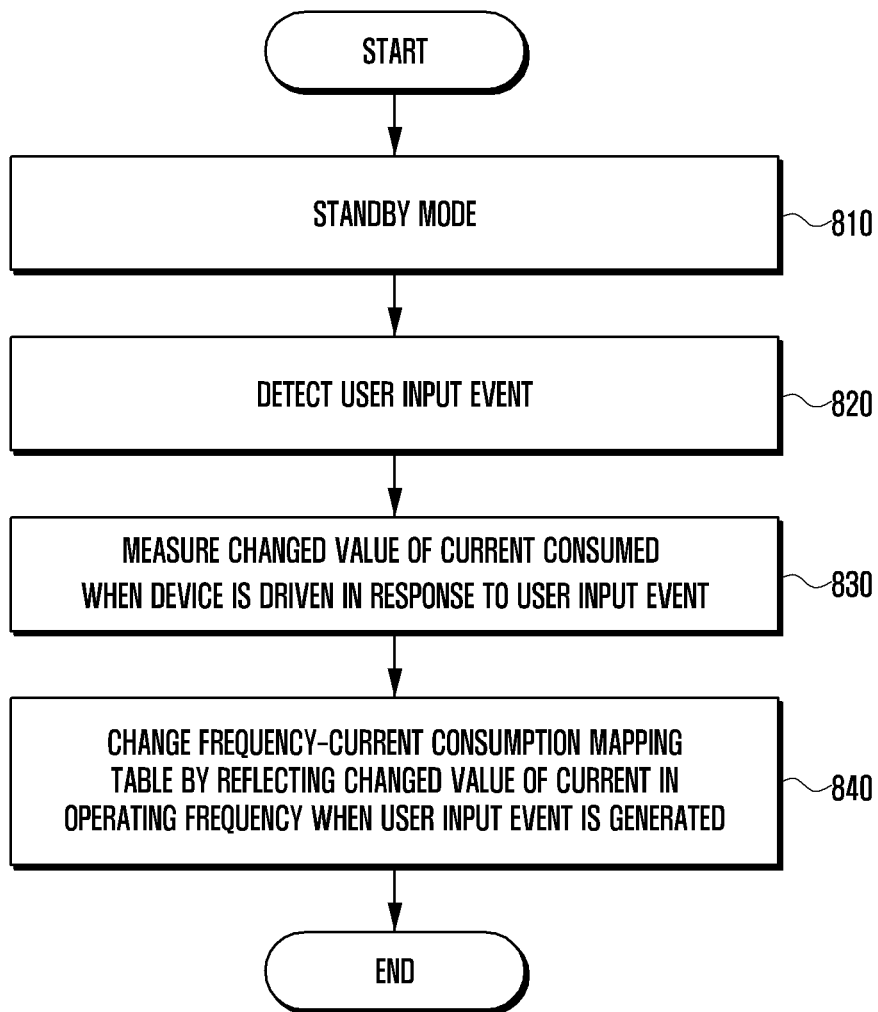 START
STANDBY MODE
810
DETECT USER INPUT EVENT
820
MEASURE CHANGED VALUE OF CURRENT CONSUMED
WHEN DEVICE IS DRIVEN IN RESPONSE TO USER INPUT EVENT
830
CHANGE FREQUENCY-CURRENT CONSUMPTION MAPPING
TABLE BY REFLECTING CHANGED VALUE OF CURRENT IN
OPERATING FREQUENCY WHEN USER INPUT EVENT IS GENERATED
840
END